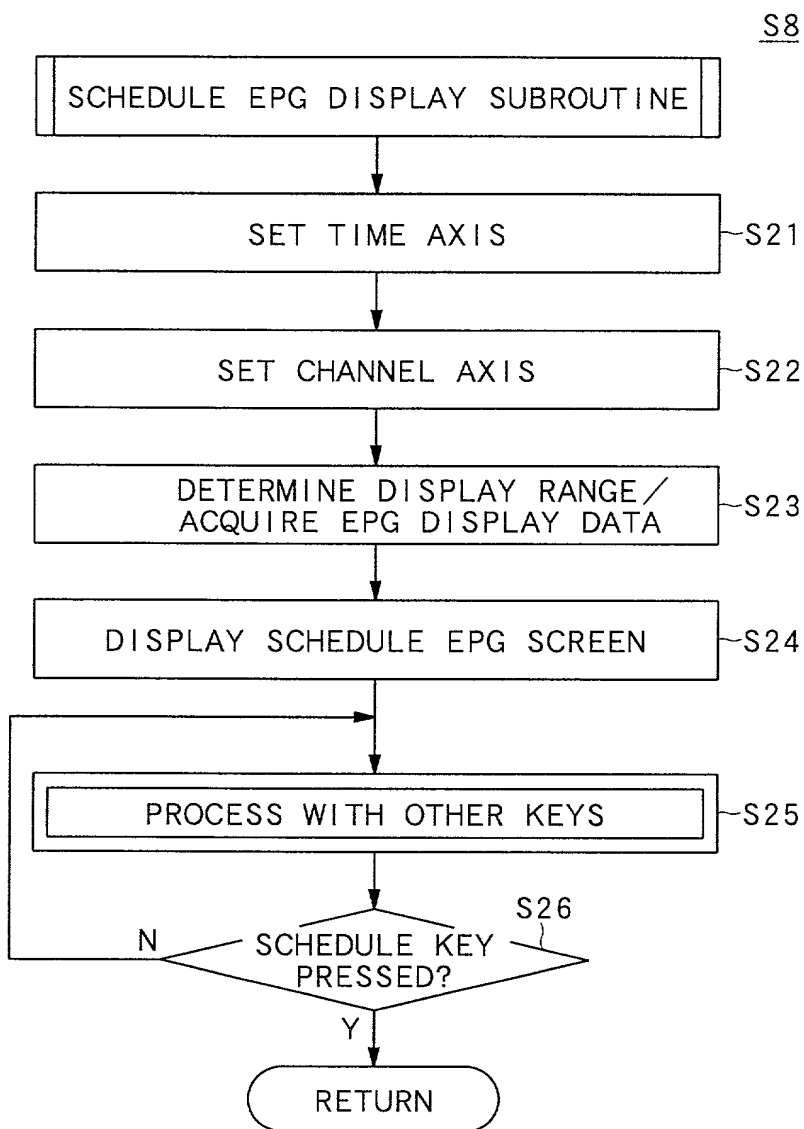 S8
SCHEDULE EPG DISPLAY SUBROUTINE
SET TIME AXIS
S21
SET CHANNEL AXIS
S22
DETERMINE DISPLAY RANGE/
ACQUIRE EPG DISPLAY DATA
S23
DISPLAY SCHEDULE EPG SCREEN
S24
PROCESS WITH OTHER KEYS
S25
S26
N
SCHEDULE KEY
PRESSED?
Y
RETURN